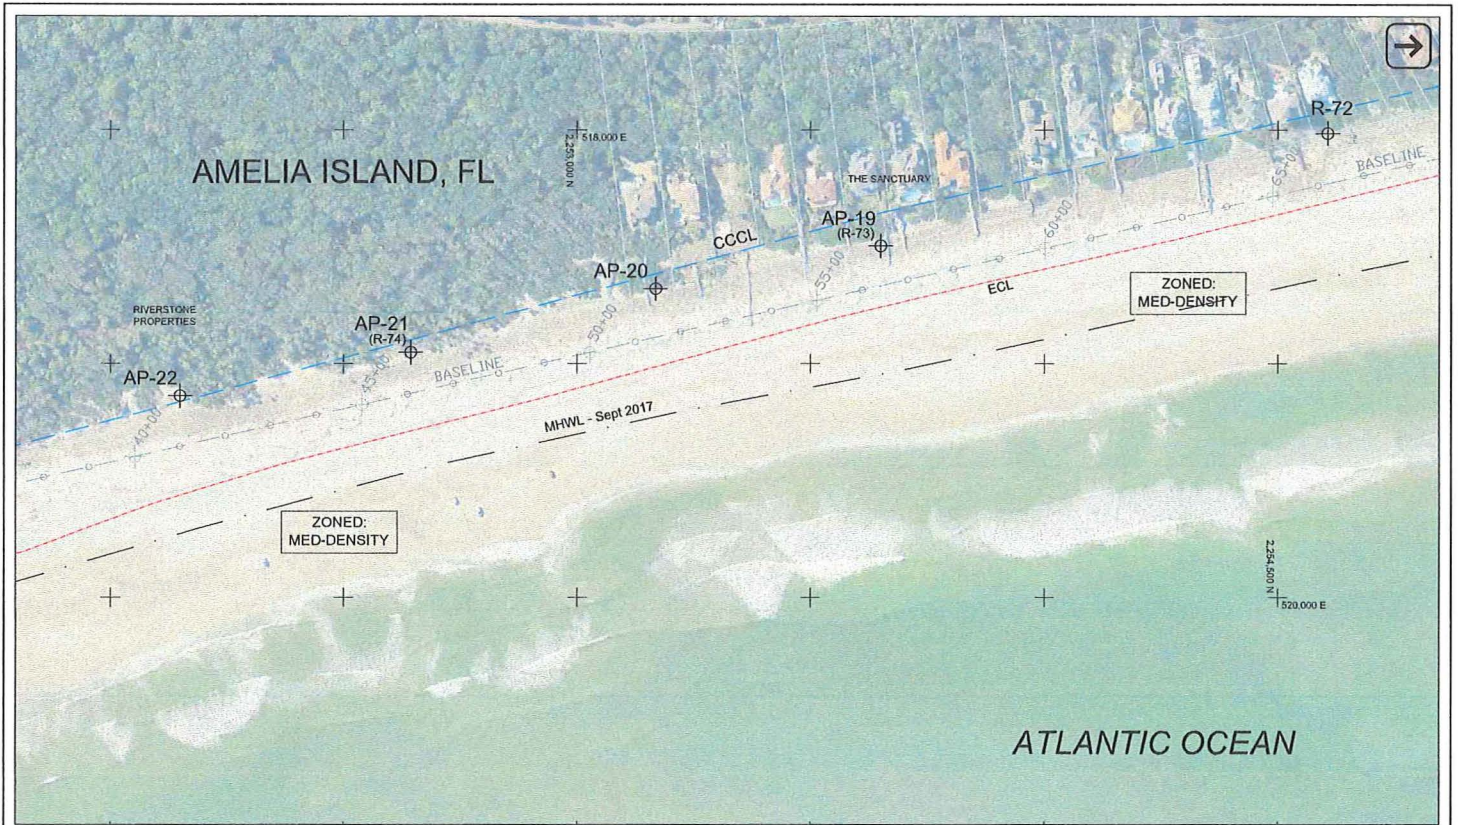 R-72
518,000 E
2,253,000 N
BASELINE
AMELIA ISLAND, FL
THE SANCTUARY
65+00
AP-19
(R-73)
60+00
CCCL
AP-20
55+00
ECL
ZONED:
MED-DENSITY
RIVERSTONE
PROPERTIES
AP-21
(R-74)
50+00
BASELINE
AP-22
45+00
MHWL - Sept 2017
40+00
ZONED:
MED-DENSITY
2,254,500 N
520,000 E
ATLANTIC OCEAN